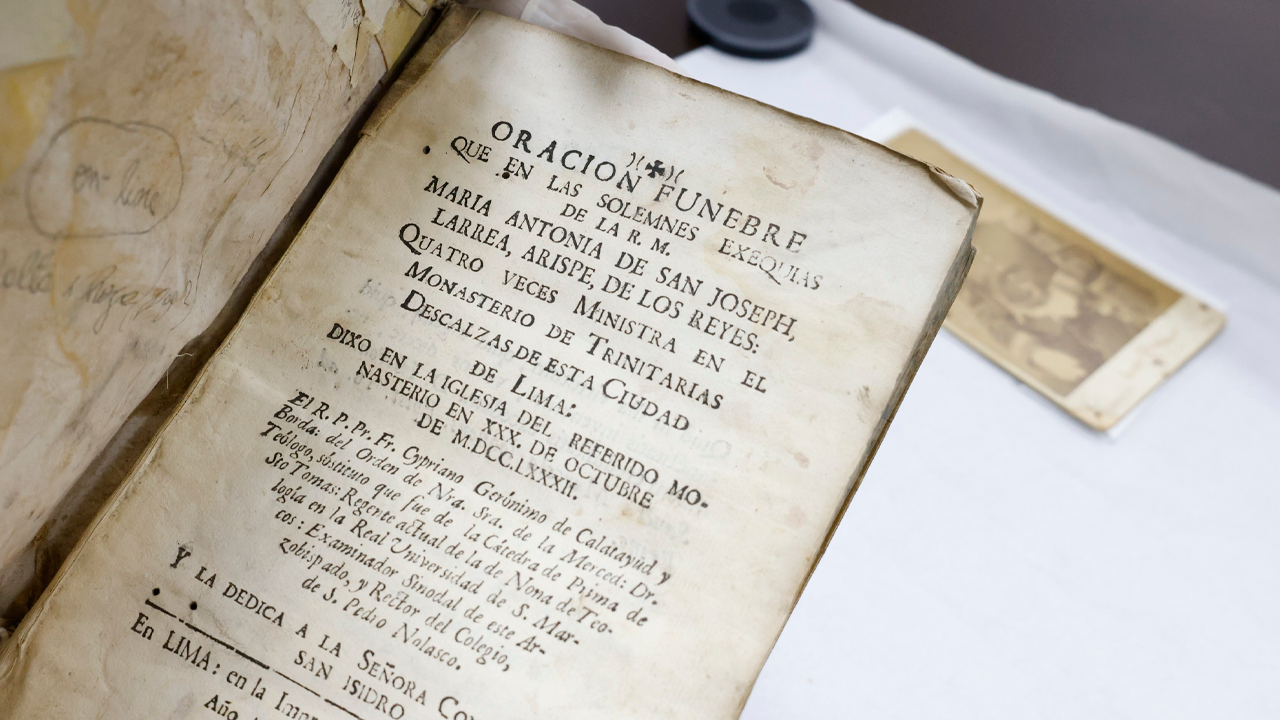 en-
ORACION FUNEBRE
QUE EN LAS SOLEMNES EXEQUIAS
DE LA R. M.
MARIA ANTONIA DE SAN JOSEPH,
LARREA, ARISPE, DE LOS REYES:
QUATRO VECES MINISTRA EN EL
MONASTERIO DE TRINITARIAS
DESCALZAS DE ESTA CIUDAD
DE LIMA:
DIXO EN LA IGLESIA DEL REFERIDO MO-
NASTERIO EN XXX. DE OCTUBRE
DE M.DCC.LXXXII.
El R. P. Pr. Fr. Cypriano Gerónimo de Calatayud y
Borda: del Orden de Nra. Sra. de la Merced: Dr.
Teólogo, sóstituto que fue de la Cátedra de Prima de
Sto Tomas: Regente actual de la de Nona de Teo-
logia en la Real Universidad de S. Mar-
cos: Examinador Sinodal de este Ar-
zobispado, y Rector del Colegio,
de S. Pedro Nolasco.
Y LA DEDICA A LA SEÑORA
SAN ISIDRO
En LIMA: en la
Año